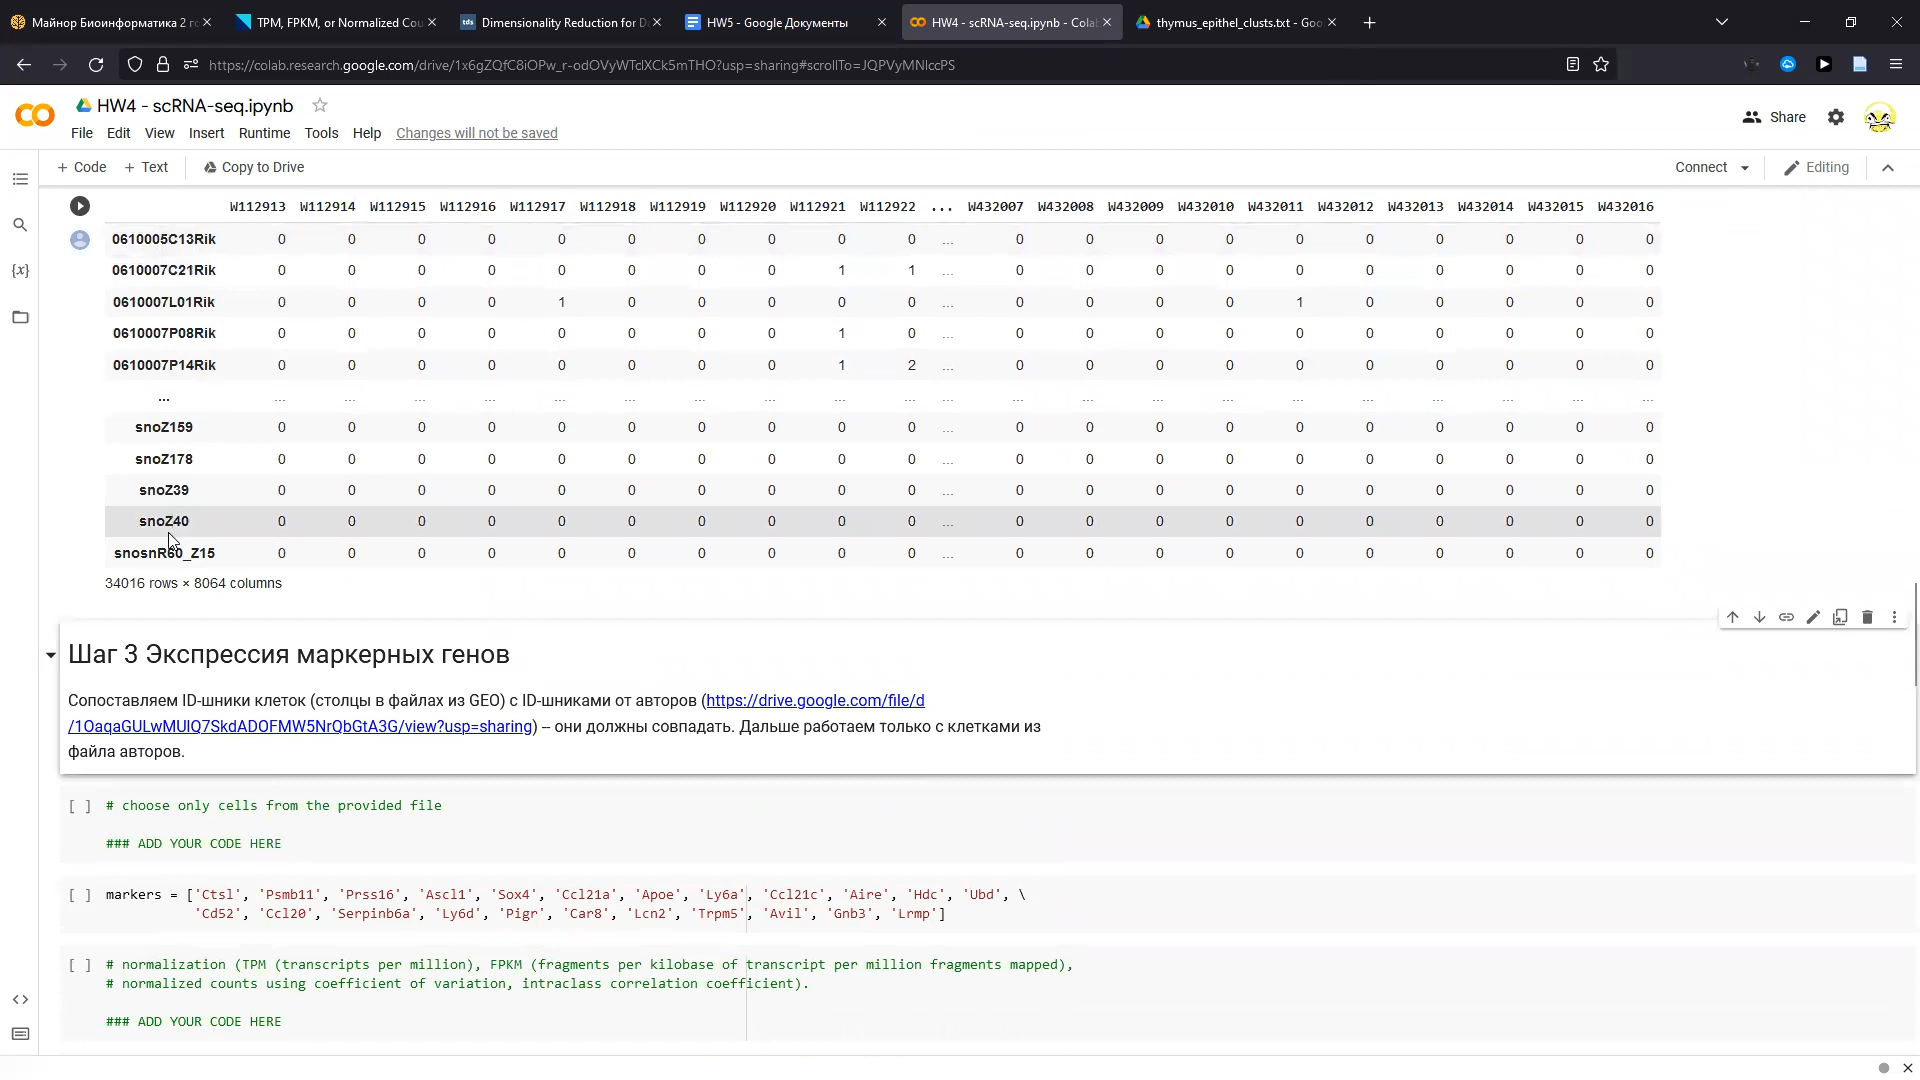 Майнор Биоинформатика 2 го
TPM, FPKM, or Normalized Cou
Dimensionality Reduction for D
HW5 - Google Документы
HW4 - scRNA-seq.ipynb - Colab
thymus_epithel_clusts.txt - Goo
https://colab.research.google.com/drive/1x6gZQfC8iOPw_r-odOVyWTclXCk5mTHO?usp=sharing#scrollTo=JQPVyMNlccPS
HW4 - scRNA-seq.ipynb
File Edit View Insert Runtime Tools Help Changes will not be saved
Share
+ Code + Text Copy to Drive
Connect Editing
W112913 W112914 W112915 W112916 W112917 W112918 W112919 W112920 W112921 W112922 ... W432007 W432008 W432009 W432010 W432011 W432012 W432013 W432014 W432015 W432016
0610005C13Rik 0 0 0 0 0 0 0 0 0 0 ... 0 0 0 0 0 0 0 0 0 0
0610007C21Rik 0 0 0 0 0 0 0 0 1 1 ... 0 0 0 0 0 0 0 0 0 0
0610007L01Rik 0 0 0 0 1 0 0 0 0 0 ... 0 0 0 0 1 0 0 0 0 0
0610007P08Rik 0 0 0 0 0 0 0 0 1 0 ... 0 0 0 0 0 0 0 0 0 0
0610007P14Rik 0 0 0 0 0 0 0 0 1 2 ... 0 0 0 0 0 0 0 0 0 0
... ... ... ... ... ... ... ... ... ... ... ... ... ... ... ... ... ... ... ... ... ...
snoZ159 0 0 0 0 0 0 0 0 0 0 ... 0 0 0 0 0 0 0 0 0 0
snoZ178 0 0 0 0 0 0 0 0 0 0 ... 0 0 0 0 0 0 0 0 0 0
snoZ39 0 0 0 0 0 0 0 0 0 0 ... 0 0 0 0 0 0 0 0 0 0
snoZ40 0 0 0 0 0 0 0 0 0 0 ... 0 0 0 0 0 0 0 0 0 0
snosnR60_Z15 0 0 0 0 0 0 0 0 0 0 ... 0 0 0 0 0 0 0 0 0 0
34016 rows × 8064 columns
Шаг 3 Экспрессия маркерных генов
Сопоставляем ID-шники клеток (столбцы в файлах из GEO) с ID-шниками от авторов (https://drive.google.com/file/d
/1OaqaGULwMUlQ7SkdADOFMW5NrQbGtA3G/view?usp=sharing) – они должны совпадать. Дальше работаем только с клетками из
файла авторов.
[ ] # choose only cells from the provided file
### ADD YOUR CODE HERE
[ ] markers = ['Ctsl', 'Psmb11', 'Prss16', 'Ascl1', 'Sox4', 'Ccl21a', 'Apoe', 'Ly6a', 'Ccl21c', 'Aire', 'Hdc', 'Ubd', \
'Cd52', 'Ccl20', 'Serpinb6a', 'Ly6d', 'Pigr', 'Car8', 'Lcn2', 'Trpm5', 'Avil', 'Gnb3', 'Lrmp']
[ ] # normalization (TPM (transcripts per million), FPKM (fragments per kilobase of transcript per million fragments mapped),
# normalized counts using coefficient of variation, intraclass correlation coefficient).
### ADD YOUR CODE HERE